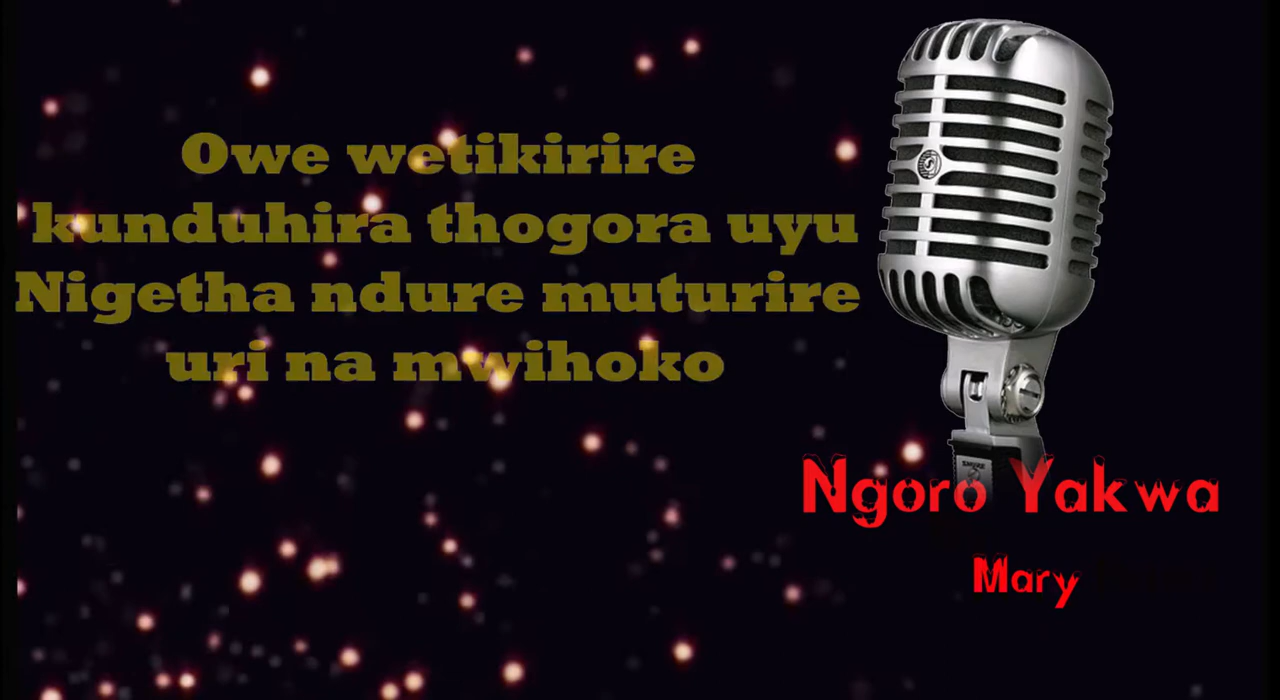 Owe wetikirire
kunduhira thogora uyu
Nigetha ndure muturire
uri na mwihoko
Ngoro Yakwa
Mary